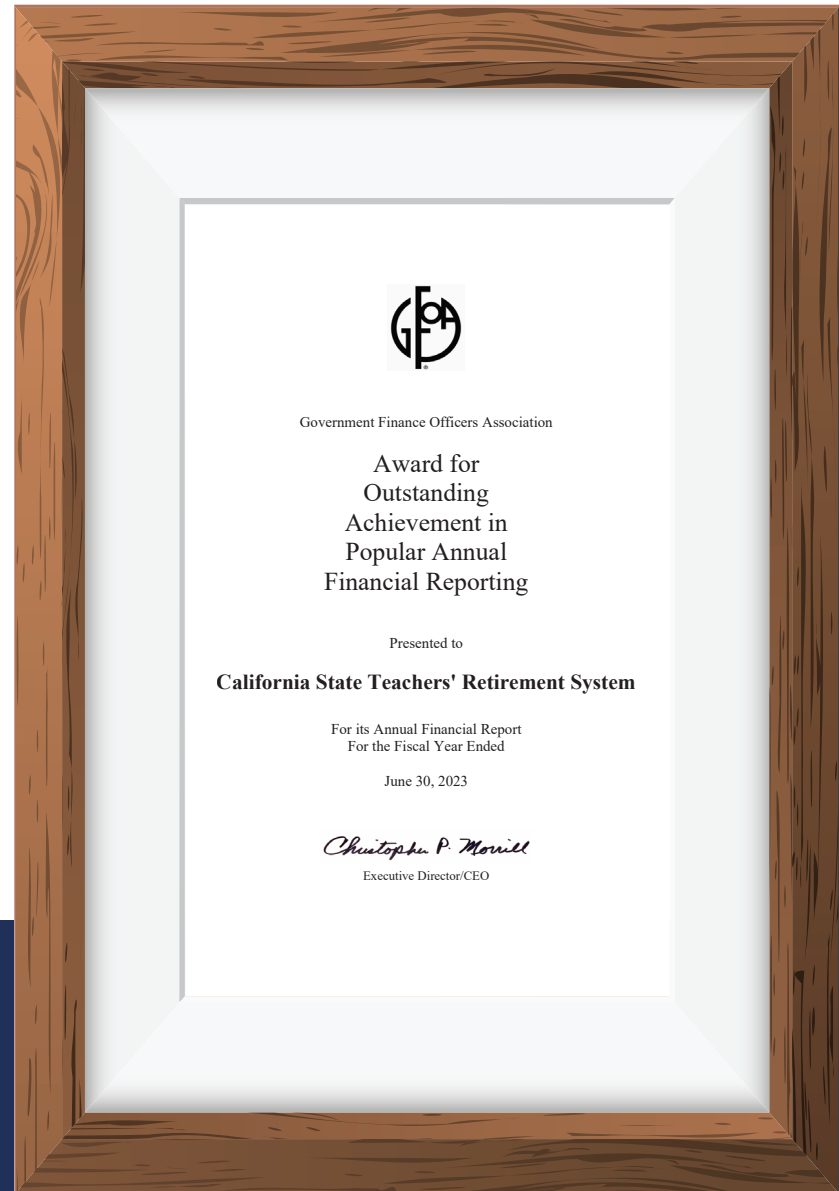 GFOA
®
Government Finance Officers Association
Award for
Outstanding
Achievement in
Popular Annual
Financial Reporting
Presented to
California State Teachers' Retirement System
For its Annual Financial Report
For the Fiscal Year Ended
June 30, 2023
Christopher P. Morrill
Executive Director/CEO